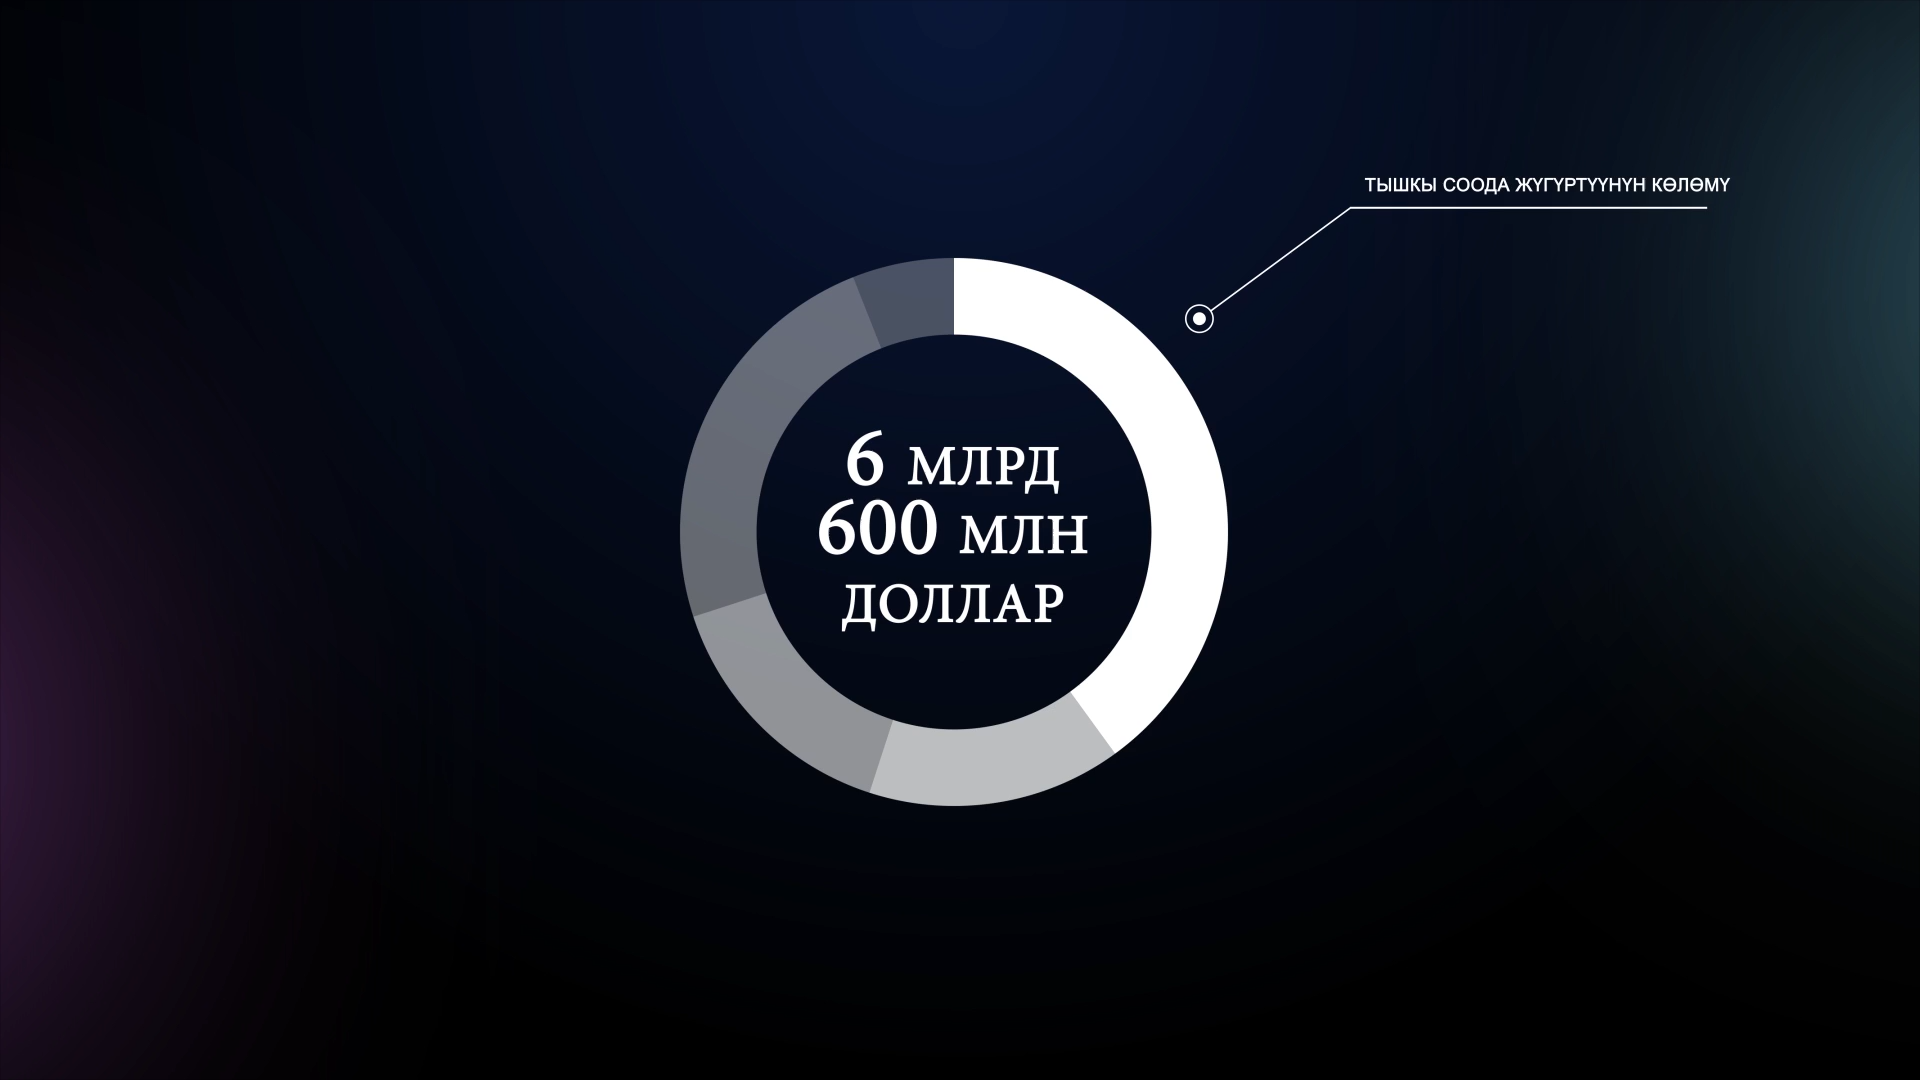 ТЫШКЫ СООДА ЖҮГҮРТҮҮНҮН КӨЛӨМҮ
6 МЛРД
600 МЛН
ДОЛЛАР